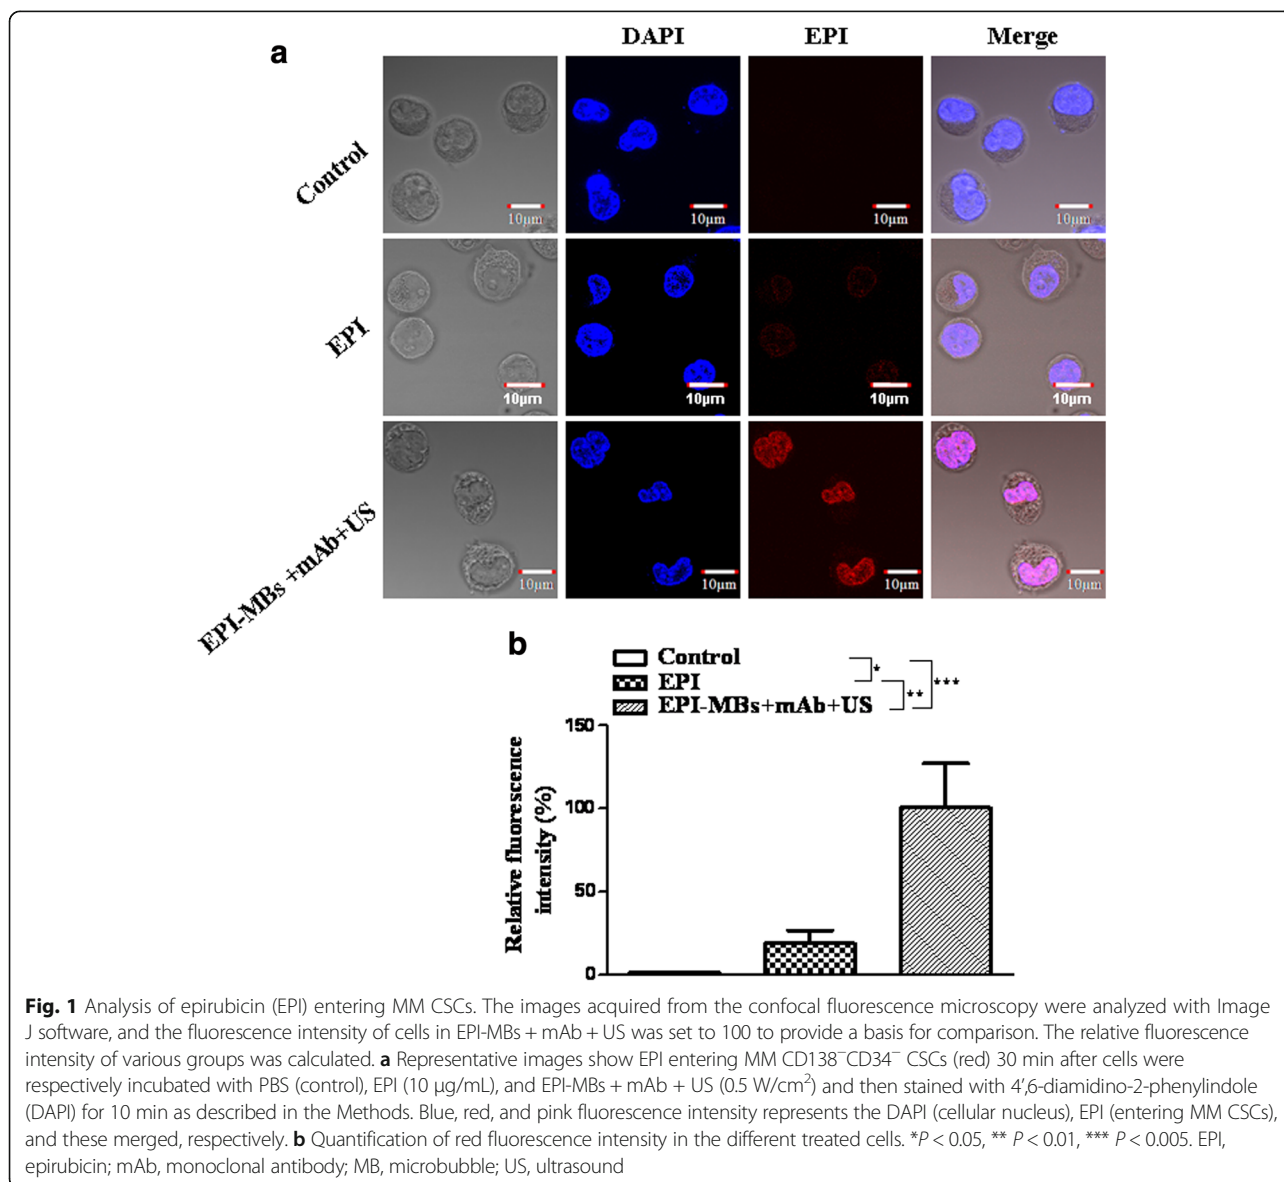 a
DAPI EPI Merge
Control
10μm 10μm 10μm 10μm
EPI
10μm 10μm 10μm 10μm
EPI-MBs +mAb+US
10μm 10μm 10μm 10μm
b
Control
EPI
EPI-MBs+mAb+US
* ** ***
Relative fluorescence
intensity (%)
150
100
50
0
Fig. 1 Analysis of epirubicin (EPI) entering MM CSCs. The images acquired from the confocal fluorescence microscopy were analyzed with Image
J software, and the fluorescence intensity of cells in EPI-MBs + mAb + US was set to 100 to provide a basis for comparison. The relative fluorescence
intensity of various groups was calculated. a Representative images show EPI entering MM CD138⁻CD34⁻ CSCs (red) 30 min after cells were
respectively incubated with PBS (control), EPI (10 μg/mL), and EPI-MBs + mAb + US (0.5 W/cm²) and then stained with 4′,6-diamidino-2-phenylindole
(DAPI) for 10 min as described in the Methods. Blue, red, and pink fluorescence intensity represents the DAPI (cellular nucleus), EPI (entering MM CSCs),
and these merged, respectively. b Quantification of red fluorescence intensity in the different treated cells. *P < 0.05, ** P < 0.01, *** P < 0.005. EPI,
epirubicin; mAb, monoclonal antibody; MB, microbubble; US, ultrasound